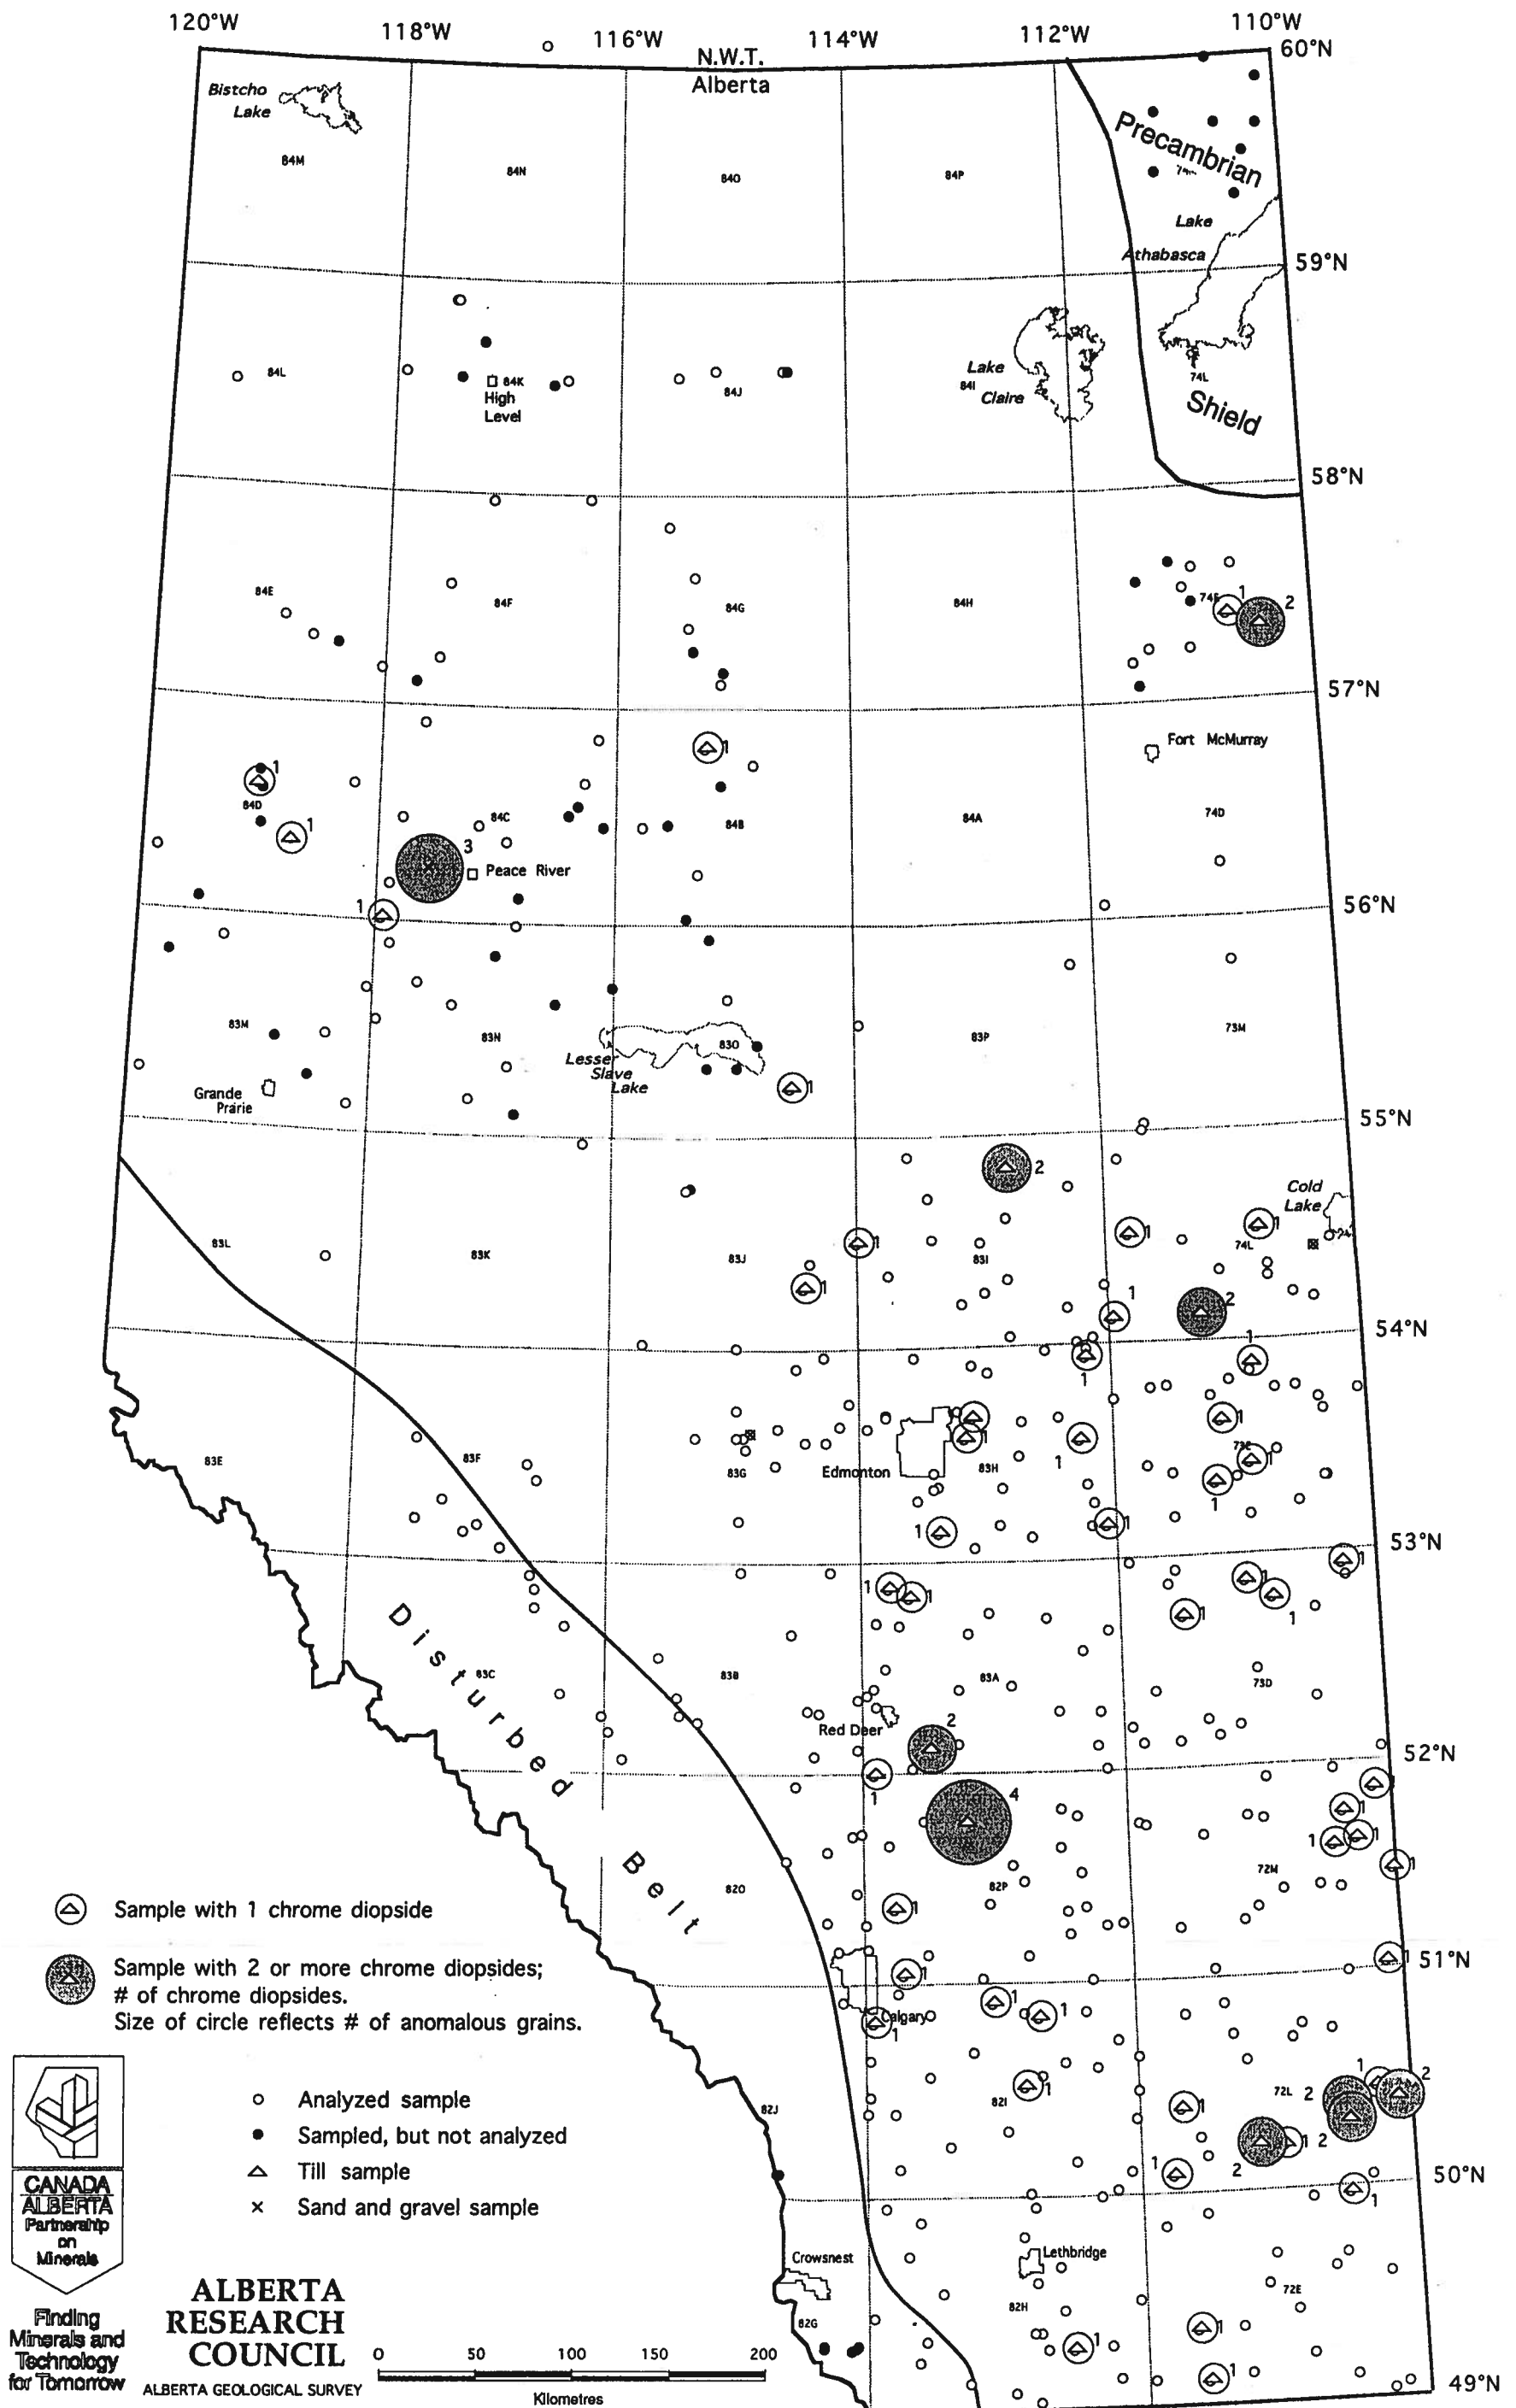 120°W
118°W
116°W
114°W
112°W
110°W
60°N
N.W.T.
Alberta
Bistcho
Lake
Precambrian
84M
84N
84O
84P
Lake
Athabasca
59°N
84L
84K
High
Level
84J
Lake
84I
Claire
74L
Shield
58°N
84E
84F
84G
84H
74E
1
2
57°N
Fort McMurray
1
1
84D
1
84C
84B
84A
74D
3
Peace River
1
56°N
83M
83N
83O
83P
73M
Lesser
Slave
Lake
1
Grande
Prairie
55°N
2
Cold
Lake
1
1
1
83L
83K
83J
83I
74L
1
1
2
54°N
1
1
1
1
83E
83F
83G
Edmonton
83H
1
73E
1
1
1
1
53°N
1
1
1
1
1
1
Disturbed
83C
83B
83A
73D
Red Deer
2
52°N
1
1
4
1
1
1
Belt
82O
82P
72M
1
1
Sample with 1 chrome diopside
51°N
1
1
Sample with 2 or more chrome diopsides;
# of chrome diopsides.
Size of circle reflects # of anomalous grains.
1
1
Calgary
1
1
2
Analyzed sample
82J
82I
1
1
72L
2
Sampled, but not analyzed
1
2
2
Till sample
1
50°N
1
Sand and gravel sample
CANADA
ALBERTA
Partnership
on
Minerals
Crowsnest
Lethbridge
72E
82G
82H
1
1
1
Finding
Minerals and
Technology
for Tomorrow
ALBERTA
RESEARCH
COUNCIL
ALBERTA GEOLOGICAL SURVEY
0
50
100
150
200
Kilometres
49°N